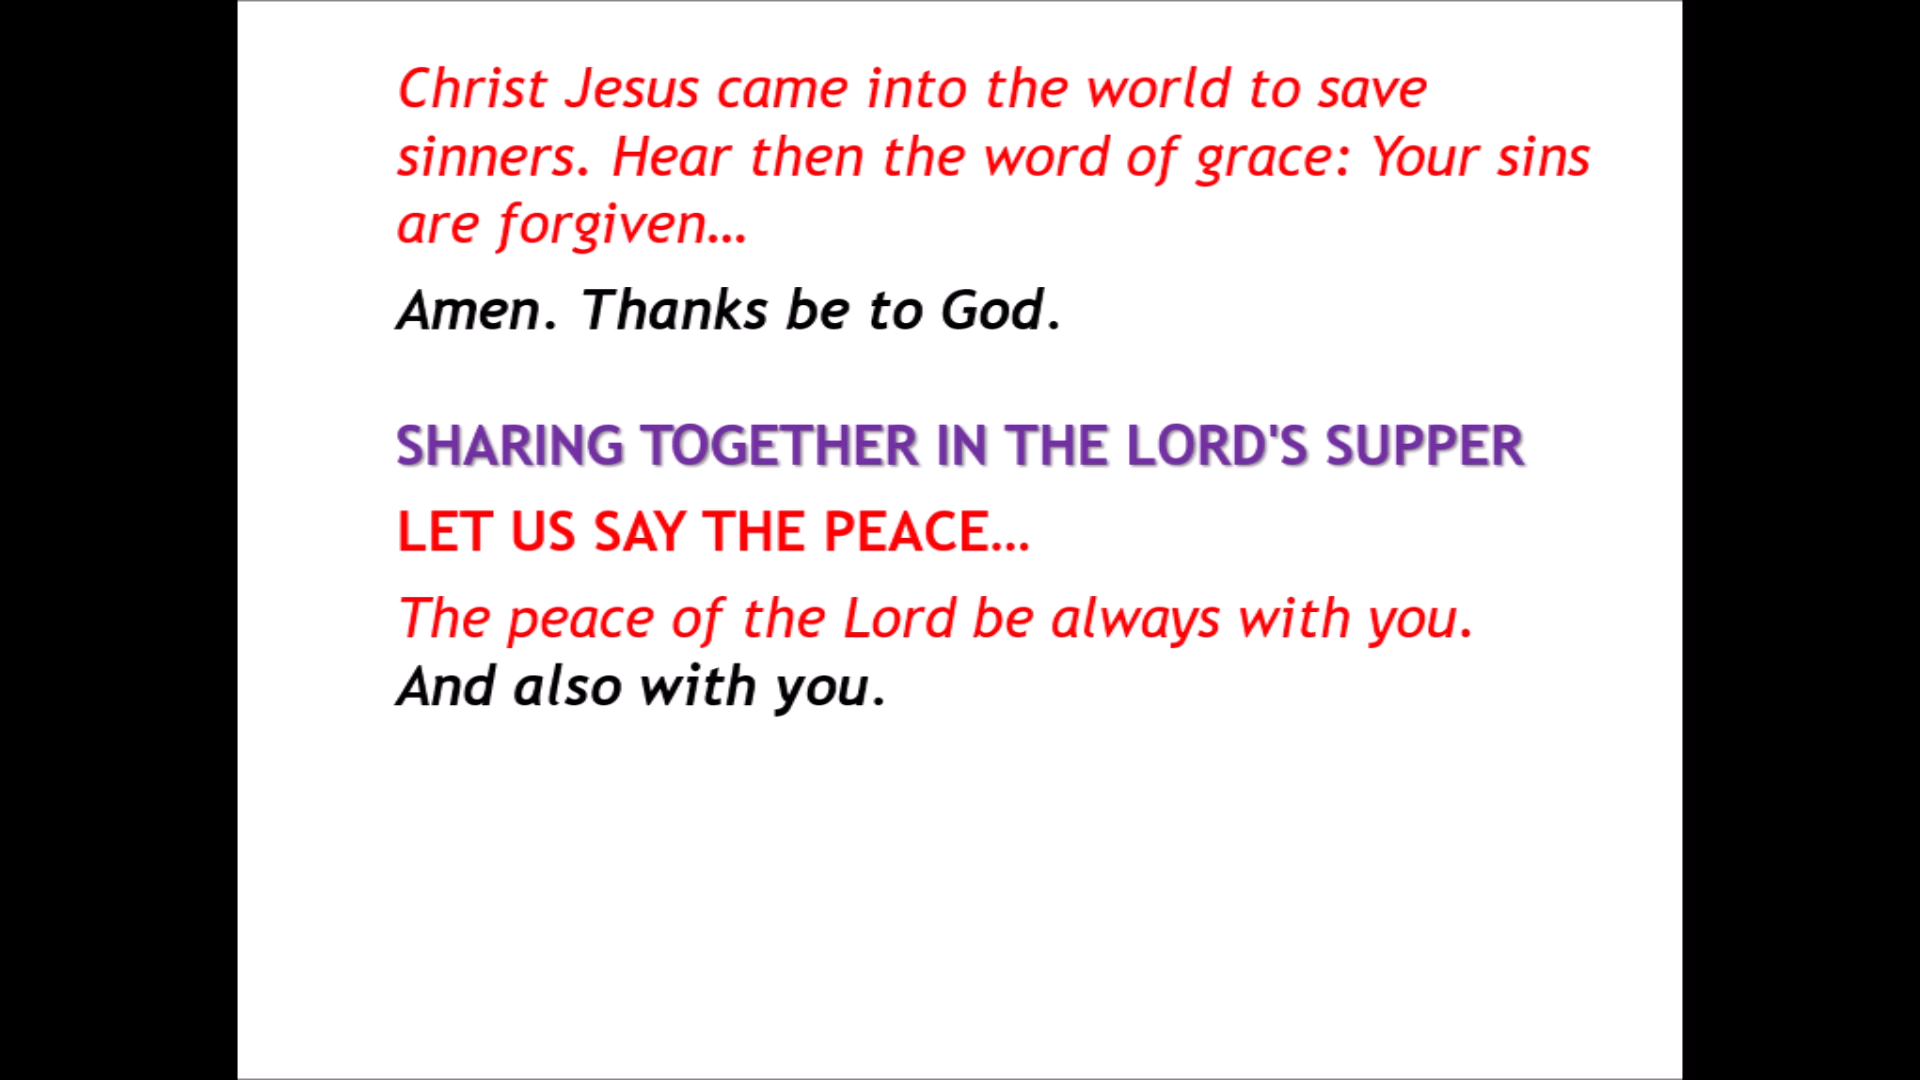 Christ Jesus came into the world to save
sinners. Hear then the word of grace: Your sins
are forgiven…
Amen. Thanks be to God.
SHARING TOGETHER IN THE LORD'S SUPPER
LET US SAY THE PEACE…
The peace of the Lord be always with you.
And also with you.